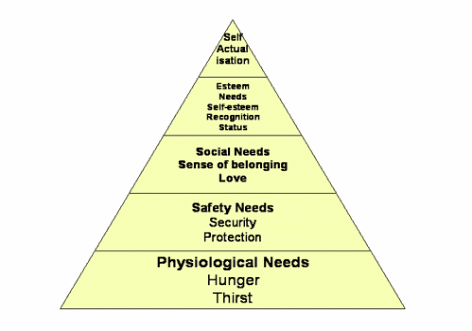 Self
Actual
isation
Esteem
Needs
Self-esteem
Recognition
Status
Social Needs
Sense of belonging
Love
Safety Needs
Security
Protection
Physiological Needs
Hunger
Thirst